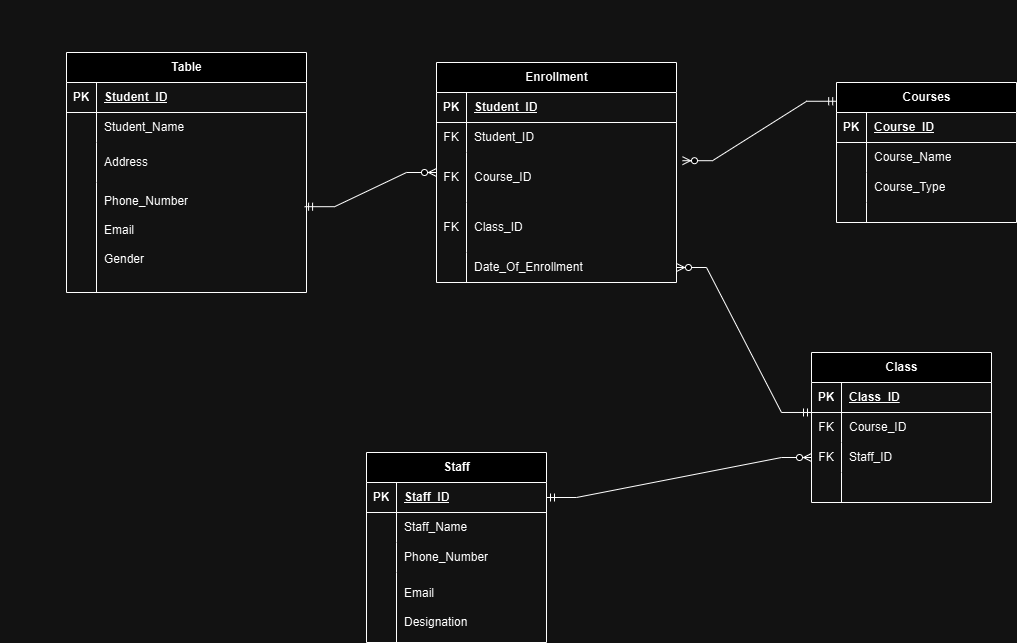 Table
PK Student_ID
Student_Name
Address
Phone_Number
Email
Gender
Enrollment
PK Student_ID
FK Student_ID
FK Course_ID
FK Class_ID
Date_Of_Enrollment
Courses
PK Course_ID
Course_Name
Course_Type
Class
PK Class_ID
FK Course_ID
FK Staff_ID
Staff
PK Staff_ID
Staff_Name
Phone_Number
Email
Designation